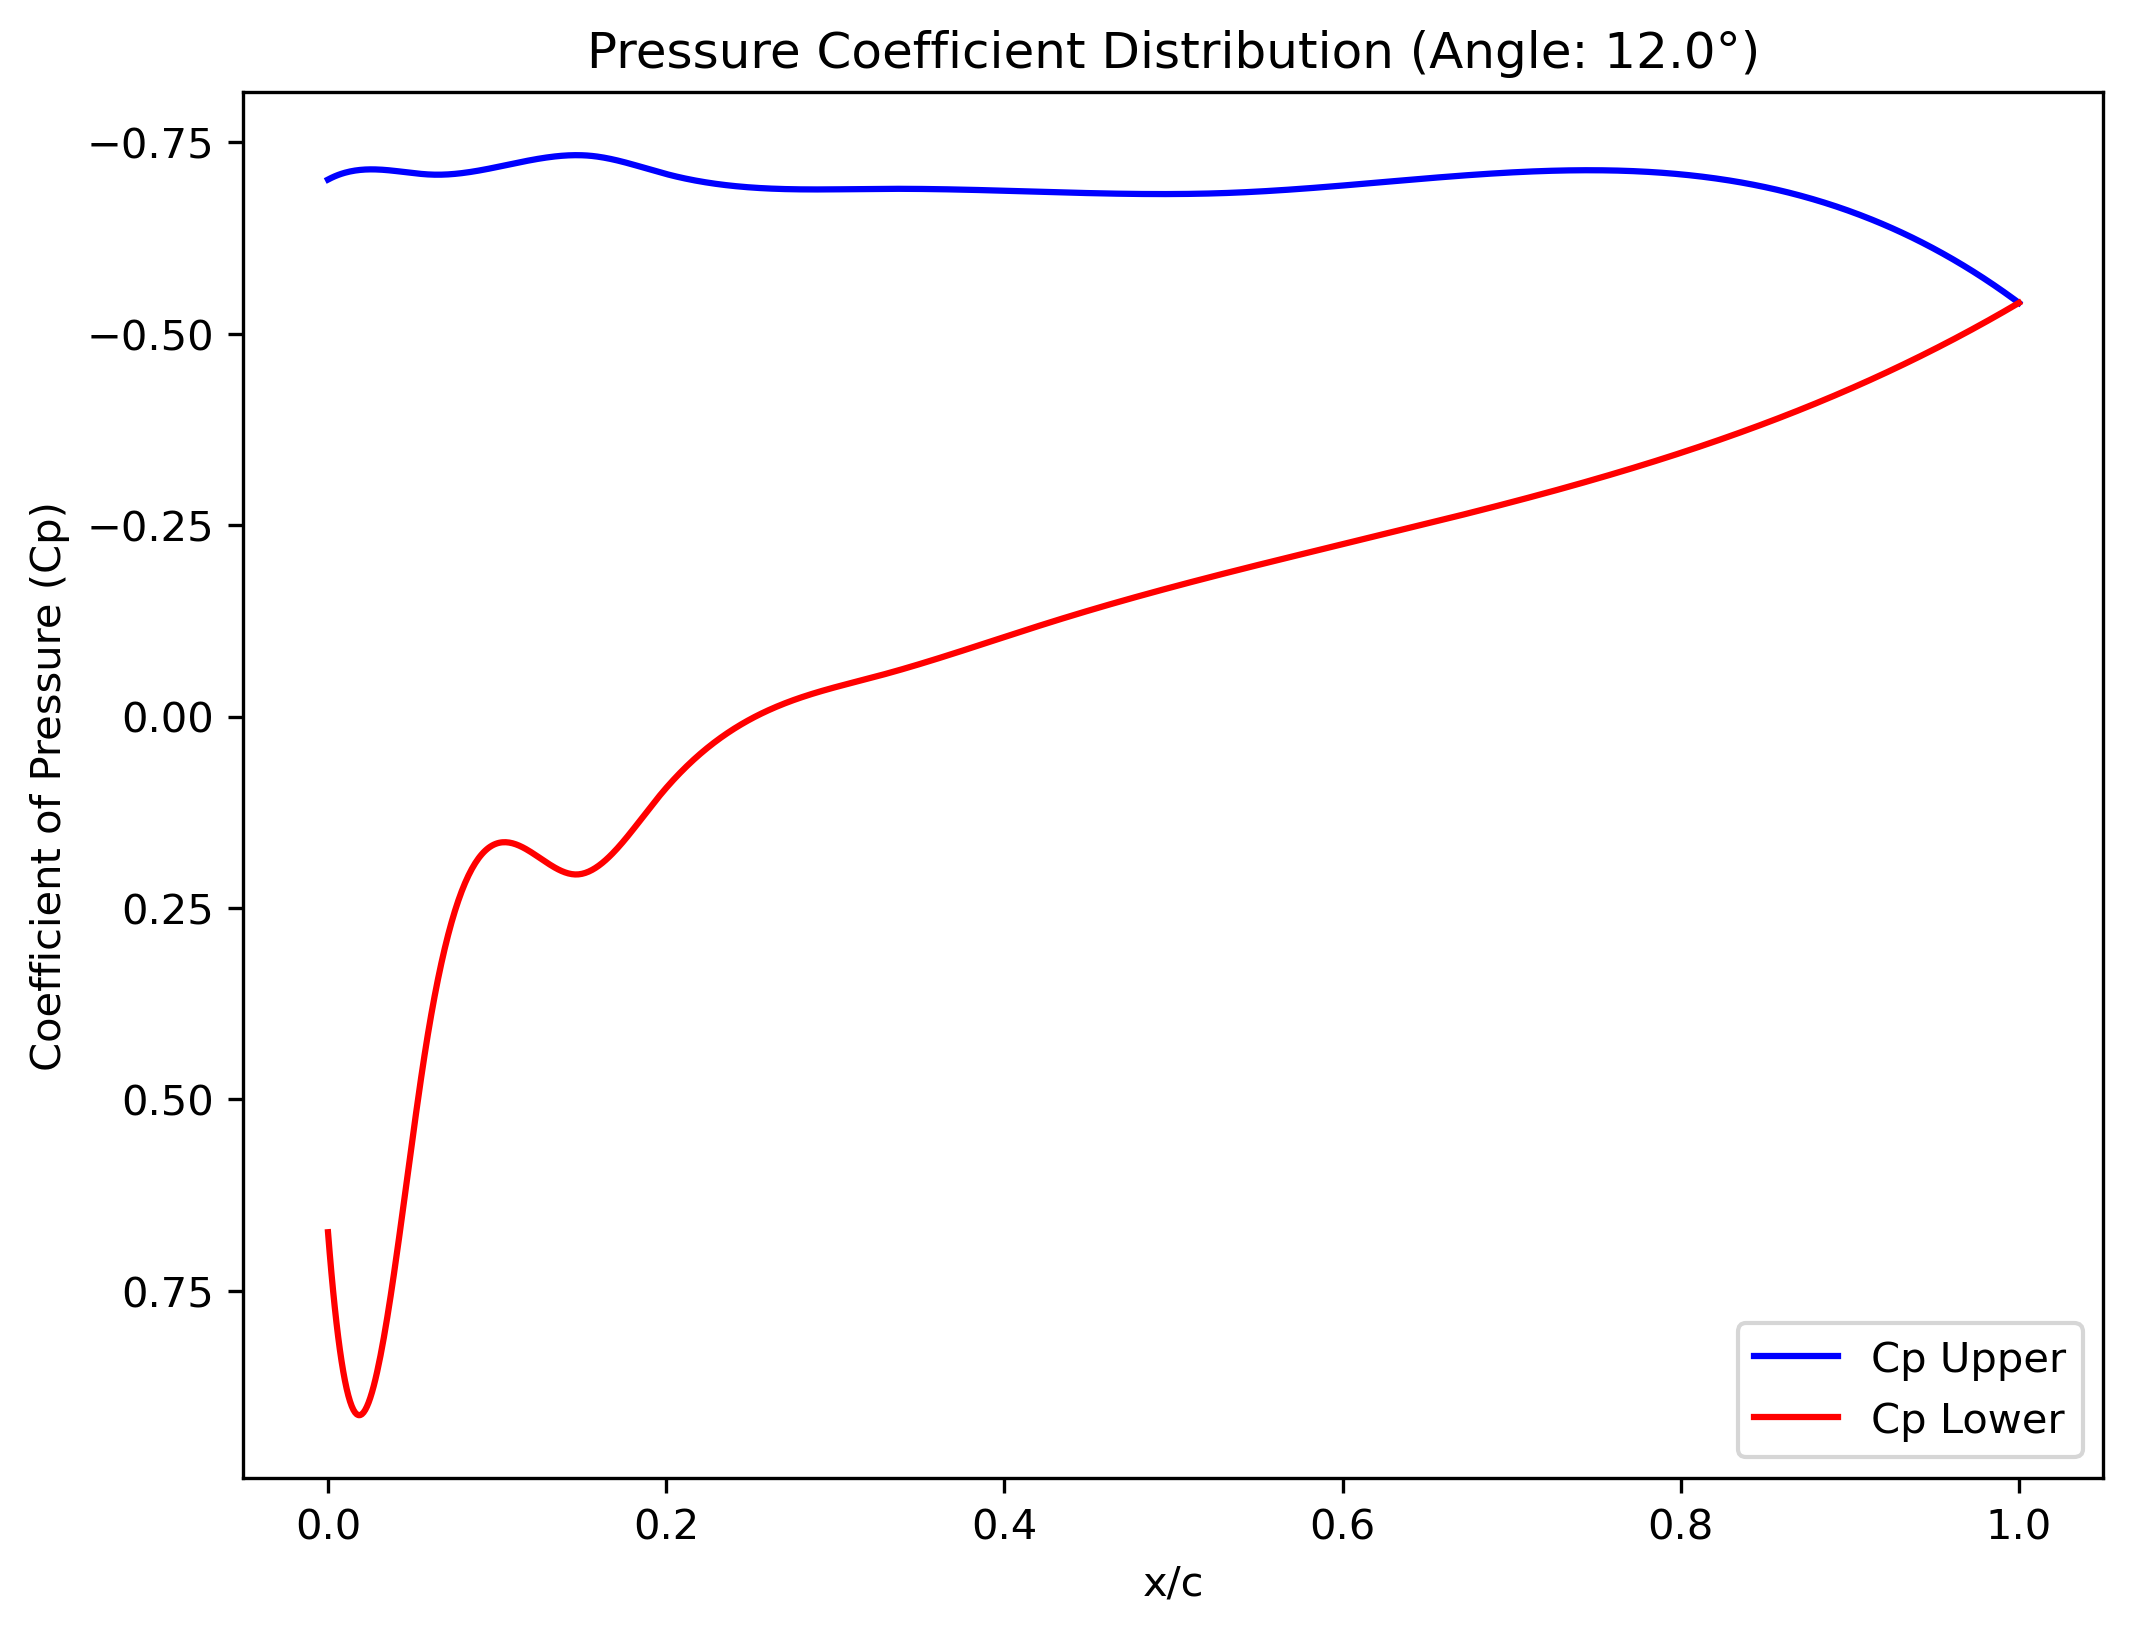 Pressure Coefficient Distribution (Angle: 12.0°)
Coefficient of Pressure (Cp)
−0.75
−0.50
−0.25
0.00
0.25
0.50
0.75
Cp Upper
Cp Lower
0.0 0.2 0.4 0.6 0.8 1.0
x/c